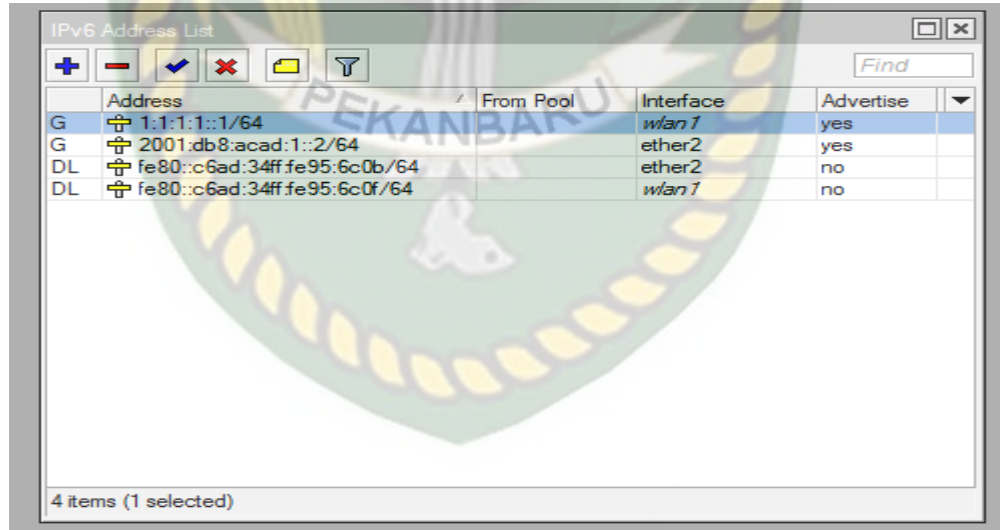 IPv6 Address List
Find
Address From Pool Interface Advertise
G 1:1:1:1::1/64 wlan1 yes
G 2001:db8:acad:1::2/64 ether2 yes
DL fe80::c6ad:34ff:fe95:6c0b/64 ether2 no
DL fe80::c6ad:34ff:fe95:6c0f/64 wlan1 no
PEKANBARU
4 items (1 selected)